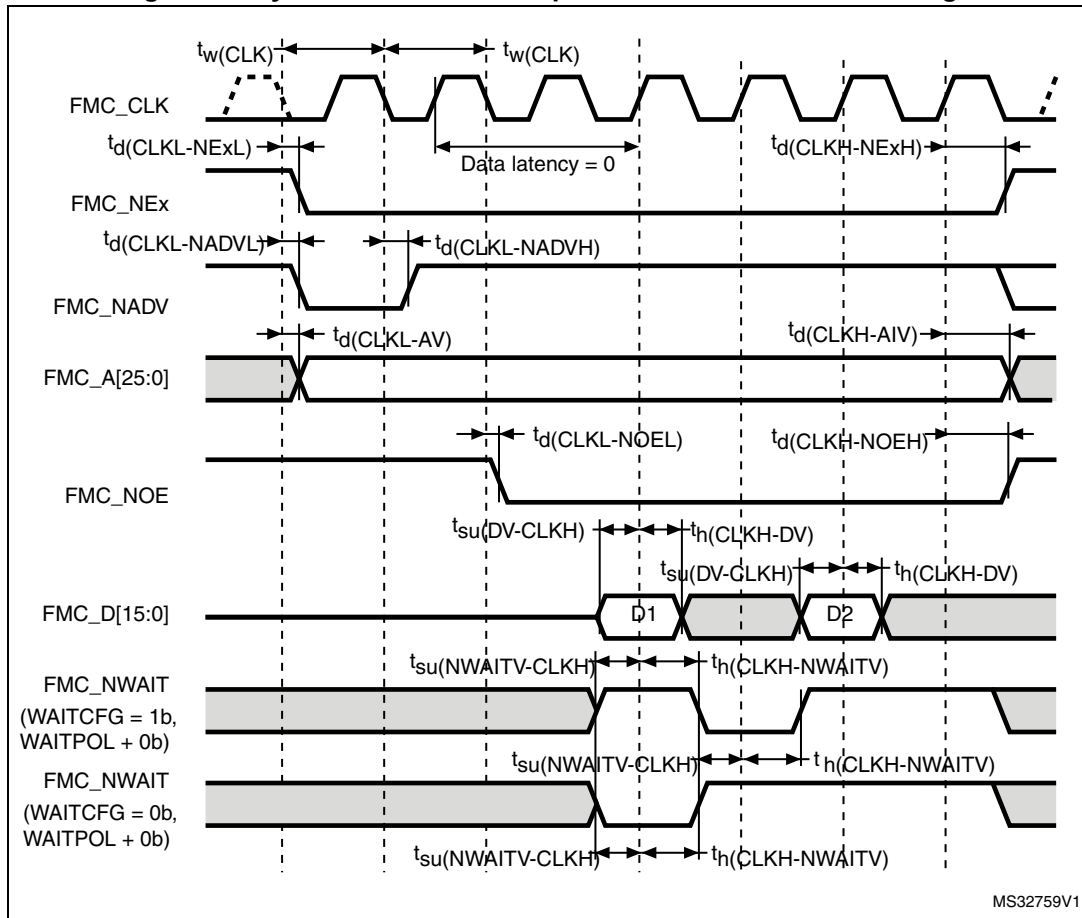 tw(CLK) tw(CLK)
FMC_CLK
td(CLKL-NExL) Data latency = 0 td(CLKH-NExH)
FMC_NEx
td(CLKL-NADVL) td(CLKL-NADVH)
FMC_NADV
td(CLKL-AV) td(CLKH-AIV)
FMC_A[25:0]
td(CLKL-NOEL) td(CLKH-NOEH)
FMC_NOE
tsu(DV-CLKH) th(CLKH-DV)
tsu(DV-CLKH) th(CLKH-DV)
FMC_D[15:0] D1 D2
tsu(NWAITV-CLKH) th(CLKH-NWAITV)
FMC_NWAIT
(WAITCFG = 1b,
WAITPOL + 0b)
tsu(NWAITV-CLKH) t h(CLKH-NWAITV)
FMC_NWAIT
(WAITCFG = 0b,
WAITPOL + 0b)
tsu(NWAITV-CLKH) th(CLKH-NWAITV)
MS32759V1